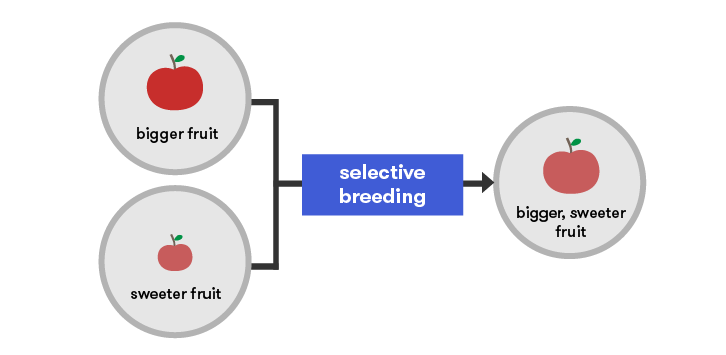 bigger fruit
sweeter fruit
selective
breeding
bigger, sweeter
fruit